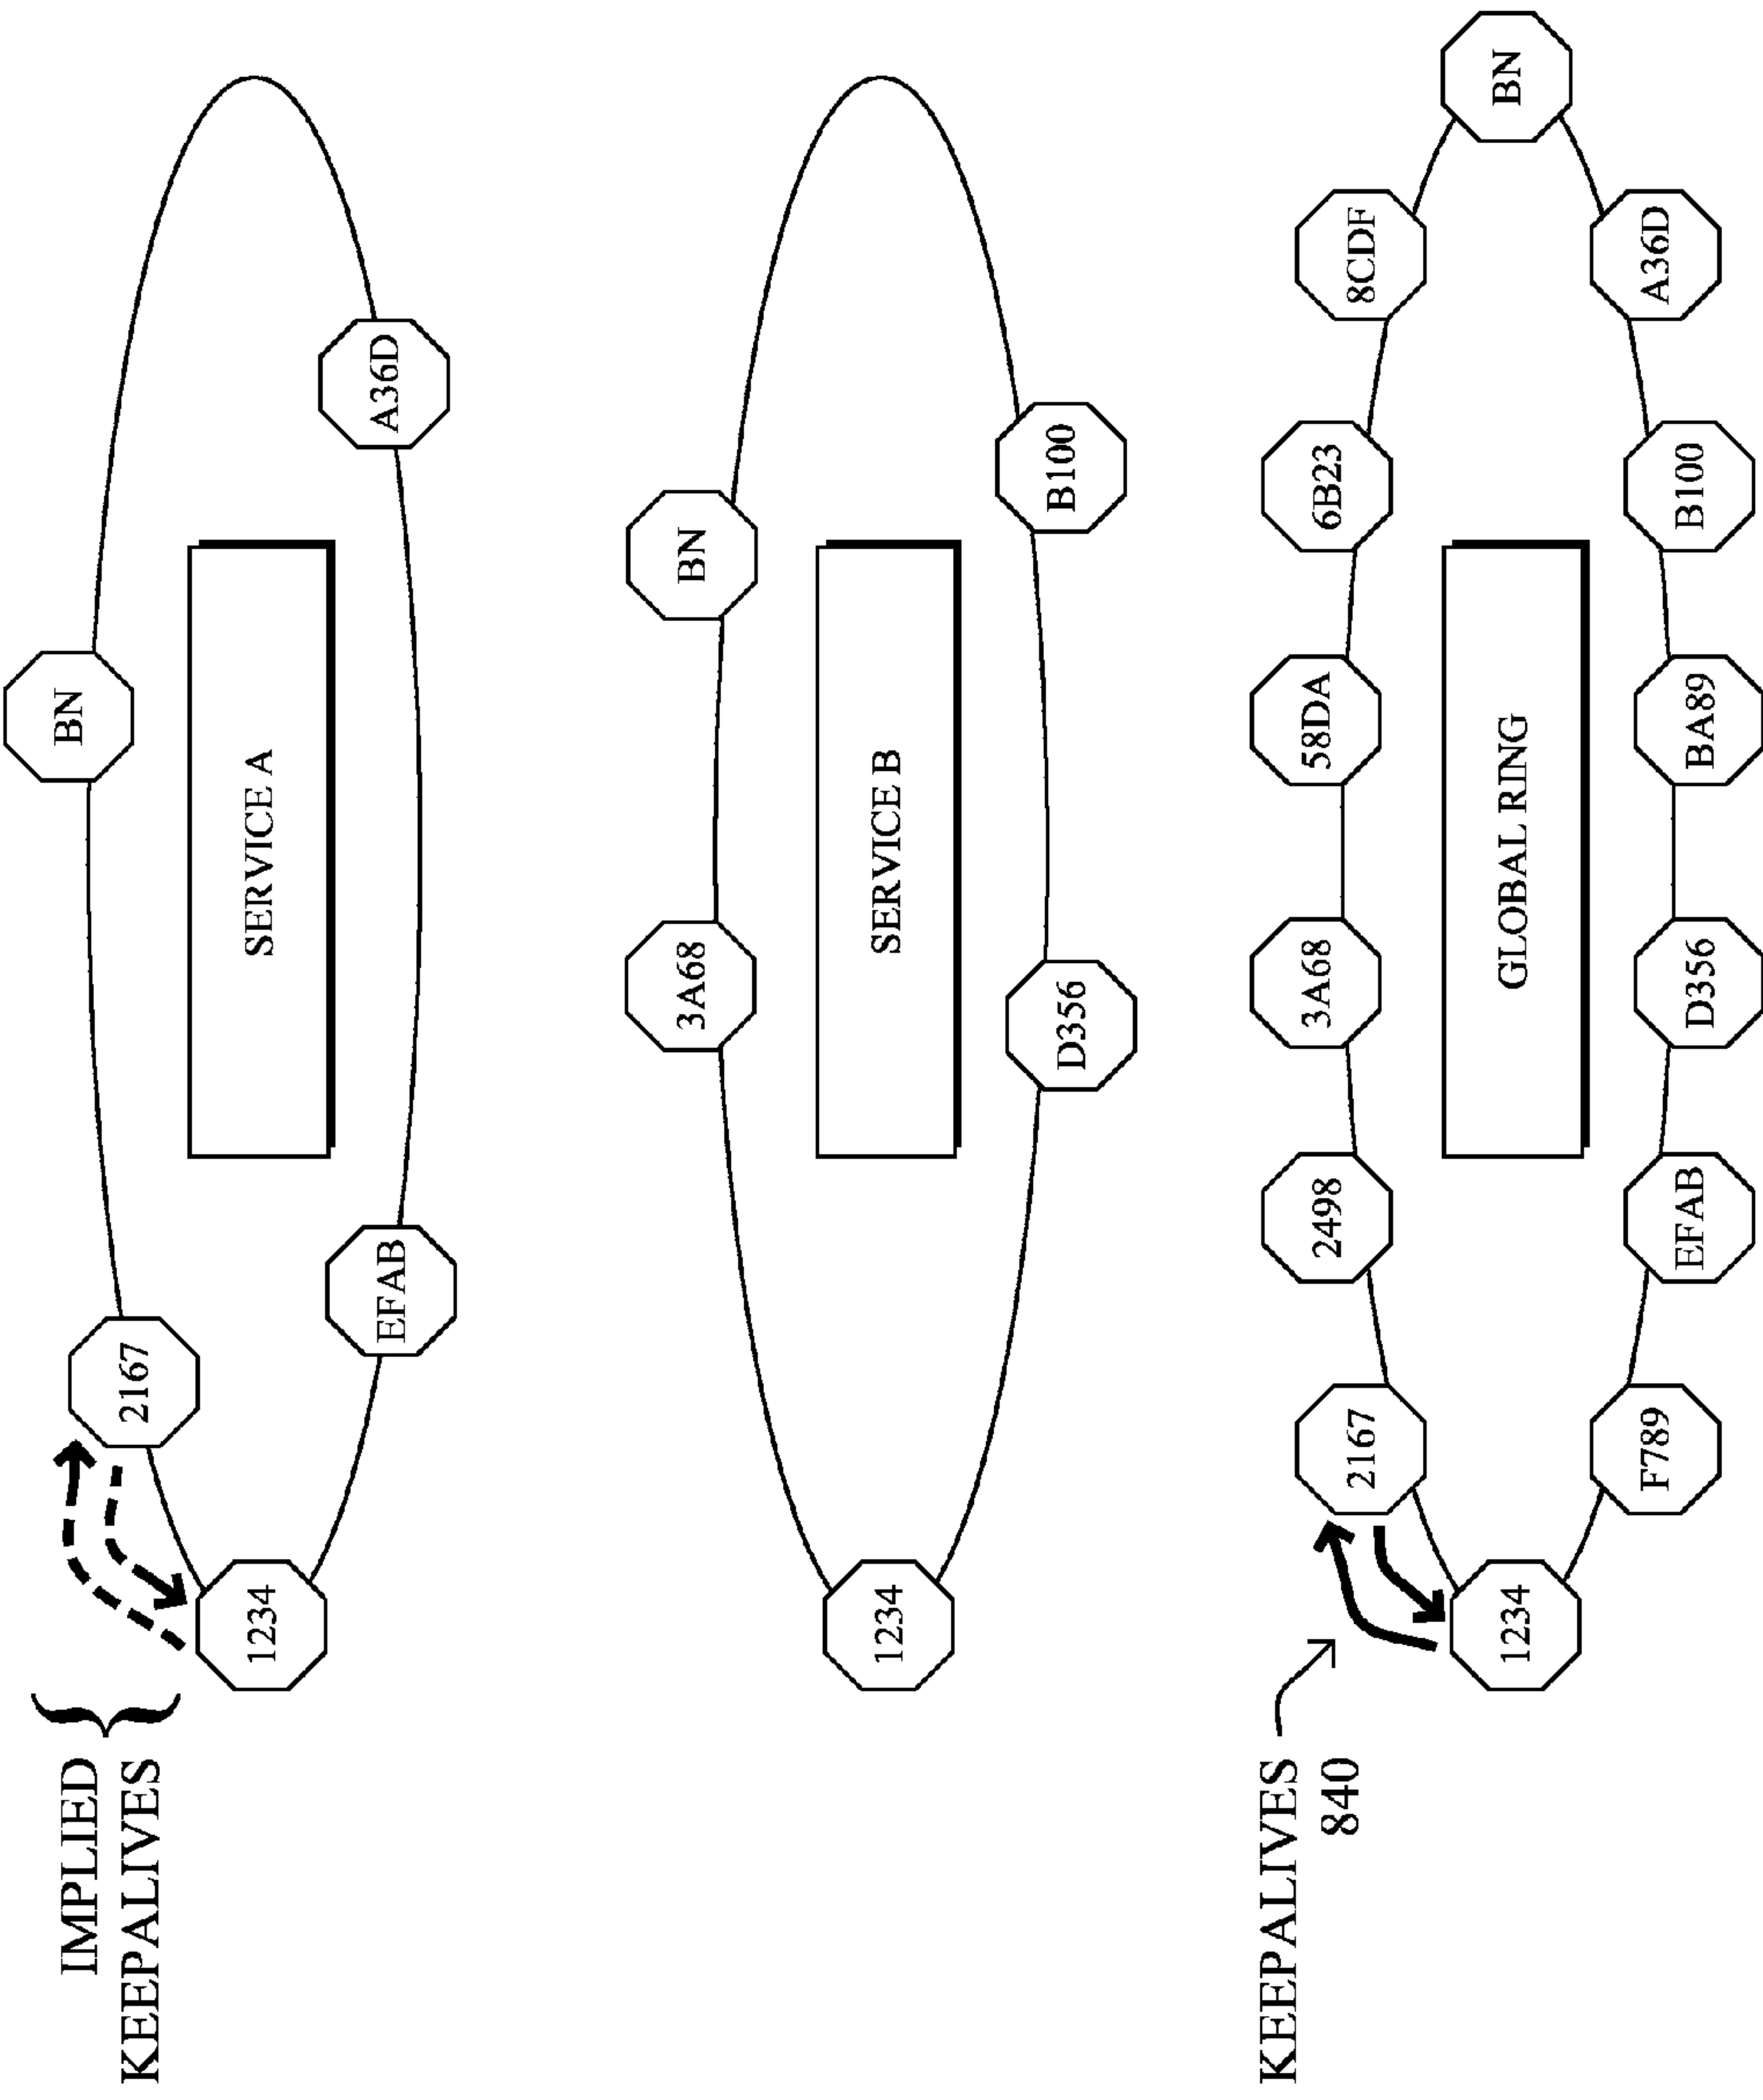 IMPLIED
KEEPALIVES
1234
2167
BN
A36D
EFAB
SERVICE A
1234
3A68
BN
B100
D356
SERVICE B
KEEPALIVES
840
1234
2167
2498
3A68
58DA
6B23
8CDF
BN
A36D
B100
BA89
D356
EFAB
F789
GLOBAL RING